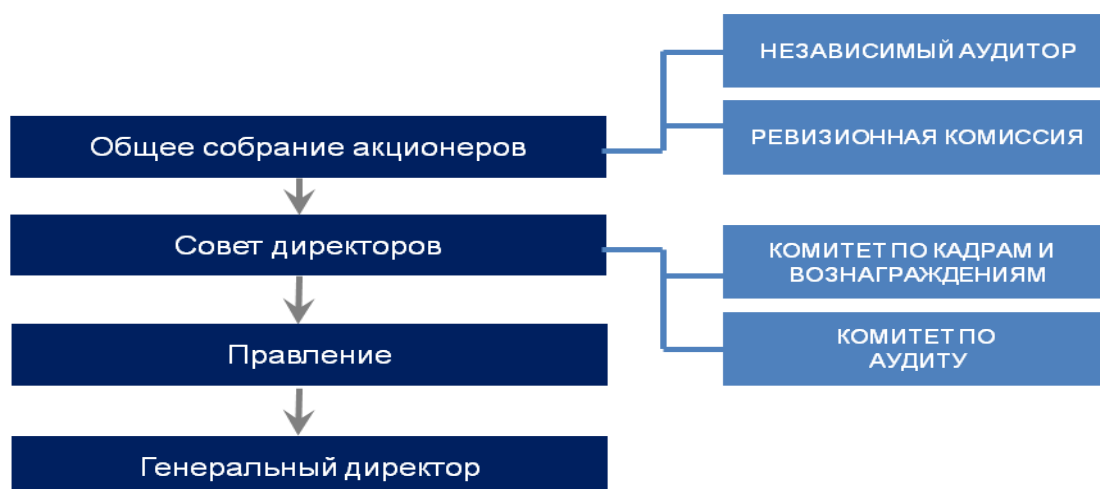 НЕЗАВИСИМЫЙ АУДИТОР
РЕВИЗИОННАЯ КОМИССИЯ
Общее собрание акционеров
Совет директоров
КОМИТЕТ ПО КАДРАМ И
ВОЗНАГРАЖДЕНИЯМ
Правление
КОМИТЕТ ПО
АУДИТУ
Генеральный директор